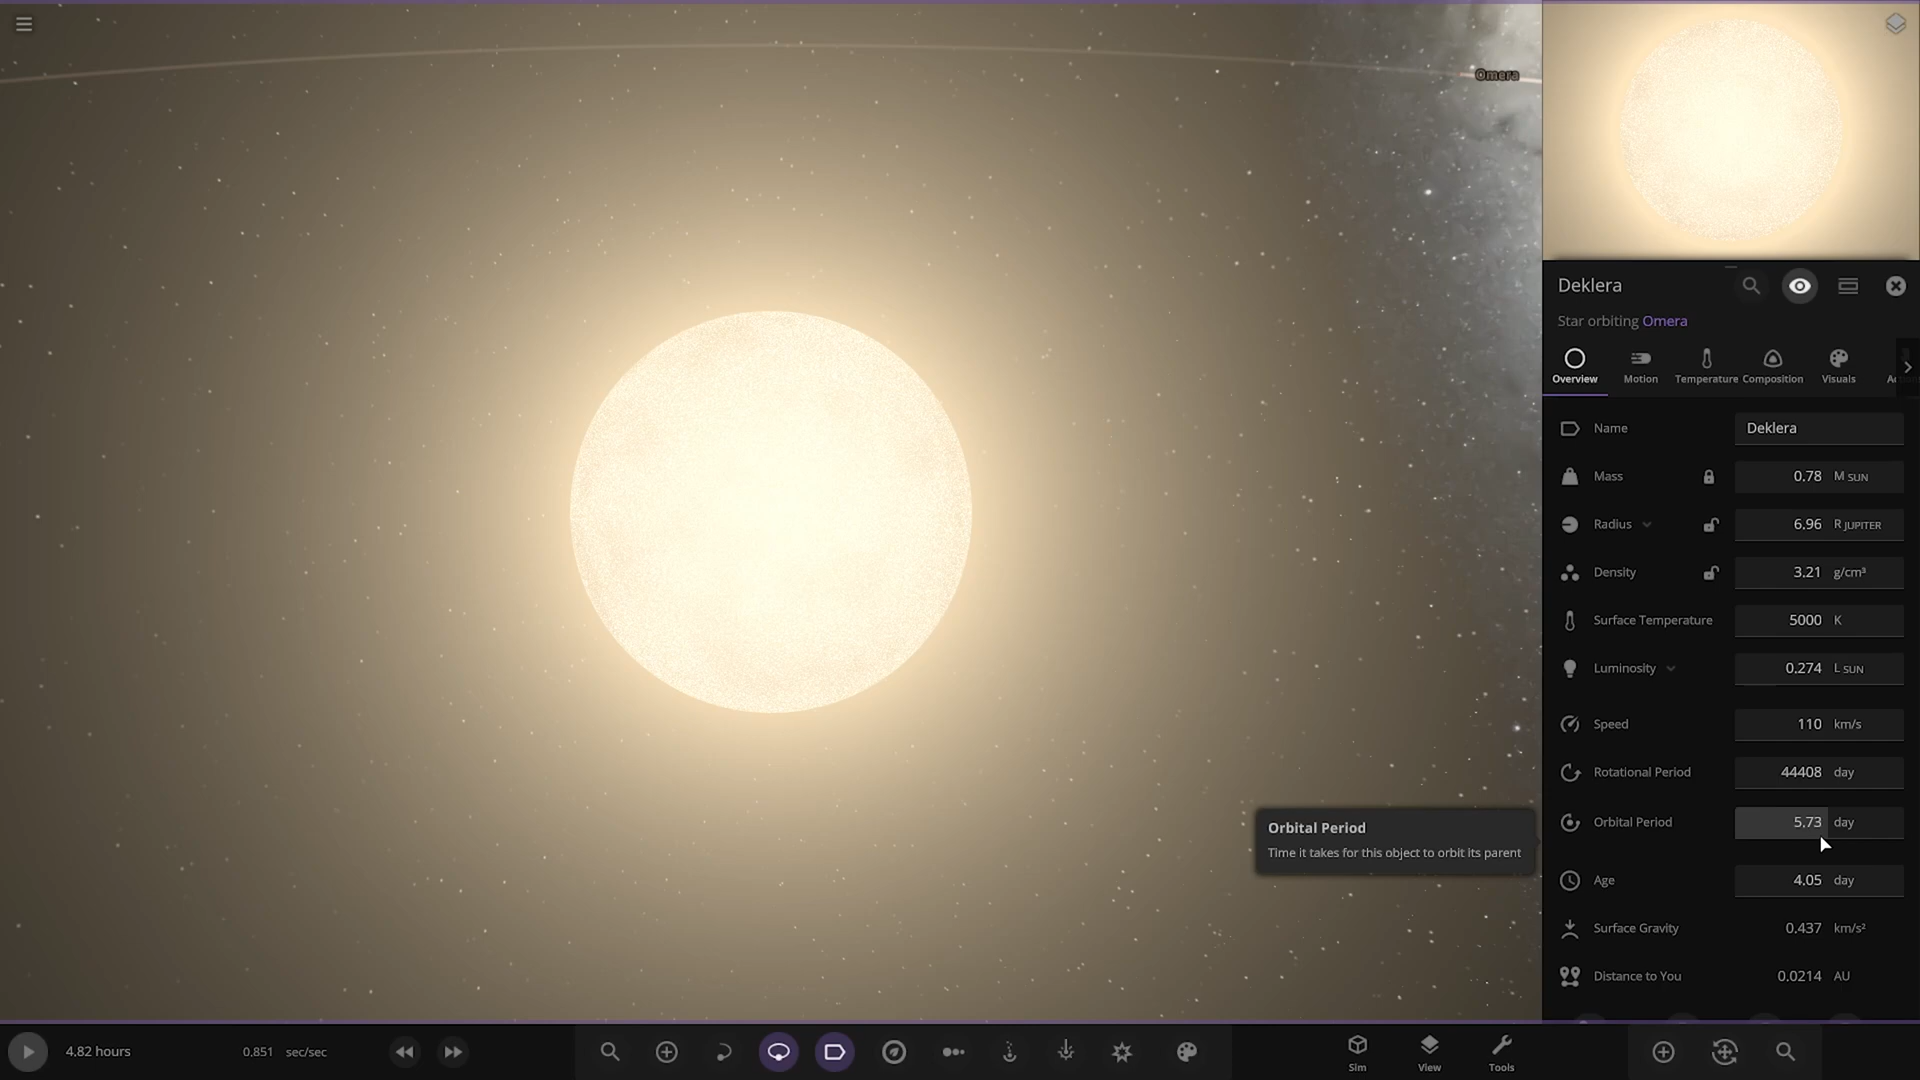 Omera
Deklera
Star orbiting Omera
Overview
Motion
Temperature
Composition
Visuals
Name
Deklera
Mass
0.78 M SUN
Radius
6.96 R JUPITER
Density
3.21 g/cm³
Surface Temperature
5000 K
Luminosity
0.274 L SUN
Speed
110 km/s
Rotational Period
44408 day
Orbital Period
5.73 day
Orbital Period
Time it takes for this object to orbit its parent
Age
4.05 day
Surface Gravity
0.437 km/s²
Distance to You
0.0214 AU
4.82 hours
0.851 sec/sec
Sim
View
Tools